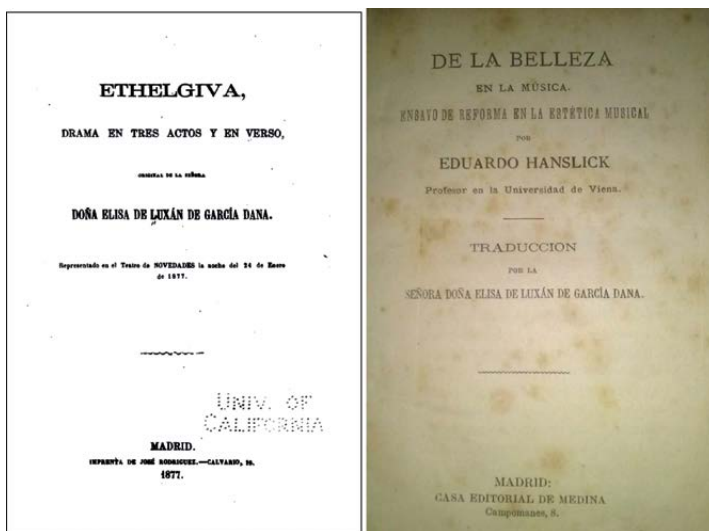 ETHELGIVA,
DRAMA EN TRES ACTOS Y EN VERSO,
ORIGINAL DE LA SEÑORA
DOÑA ELISA DE LUXÁN DE GARCÍA DANA.
Representado en el Teatro de NOVEDADES la noche del 24 de Enero
de 1877.
UNIV. OF
CALIFORNIA
MADRID.
IMPRENTA DE JOSÉ RODRIGUEZ.—CALVARIO, 18.
1877.
DE LA BELLEZA
EN LA MÚSICA.
ENSAYO DE REFORMA EN LA ESTÉTICA MUSICAL
POR
EDUARDO HANSLICK
Profesor en la Universidad de Viena.
TRADUCCION
POR LA
SEÑORA DOÑA ELISA DE LUXÁN DE GARCÍA DANA.
MADRID:
CASA EDITORIAL DE MEDINA
Campomanes, 8.